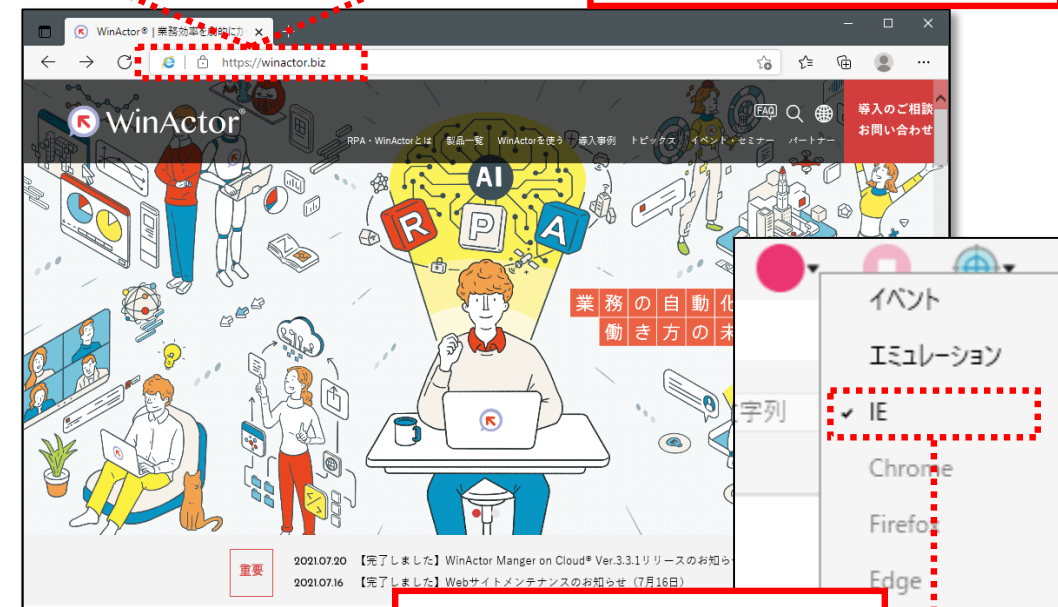 WinActor® | 業務効率を劇的にカ
https://winactor.biz
WinActor®
FAQ
導入のご相談
お問い合わせ
RPA・WinActorとは 製品一覧 WinActorを使う 導入事例 トピックス イベント・セミナー パートナー
AI
R P A
業務の自動化
働き方の未
イベント
エミュレーション
字列
✓ IE
Chrome
Firefox
Edge
重要
2021.07.20 【完了しました】WinActor Manger on Cloud® Ver.3.3.1リリースのお知ら
2021.07.16 【完了しました】Webサイトメンテナンスのお知らせ（7月16日）